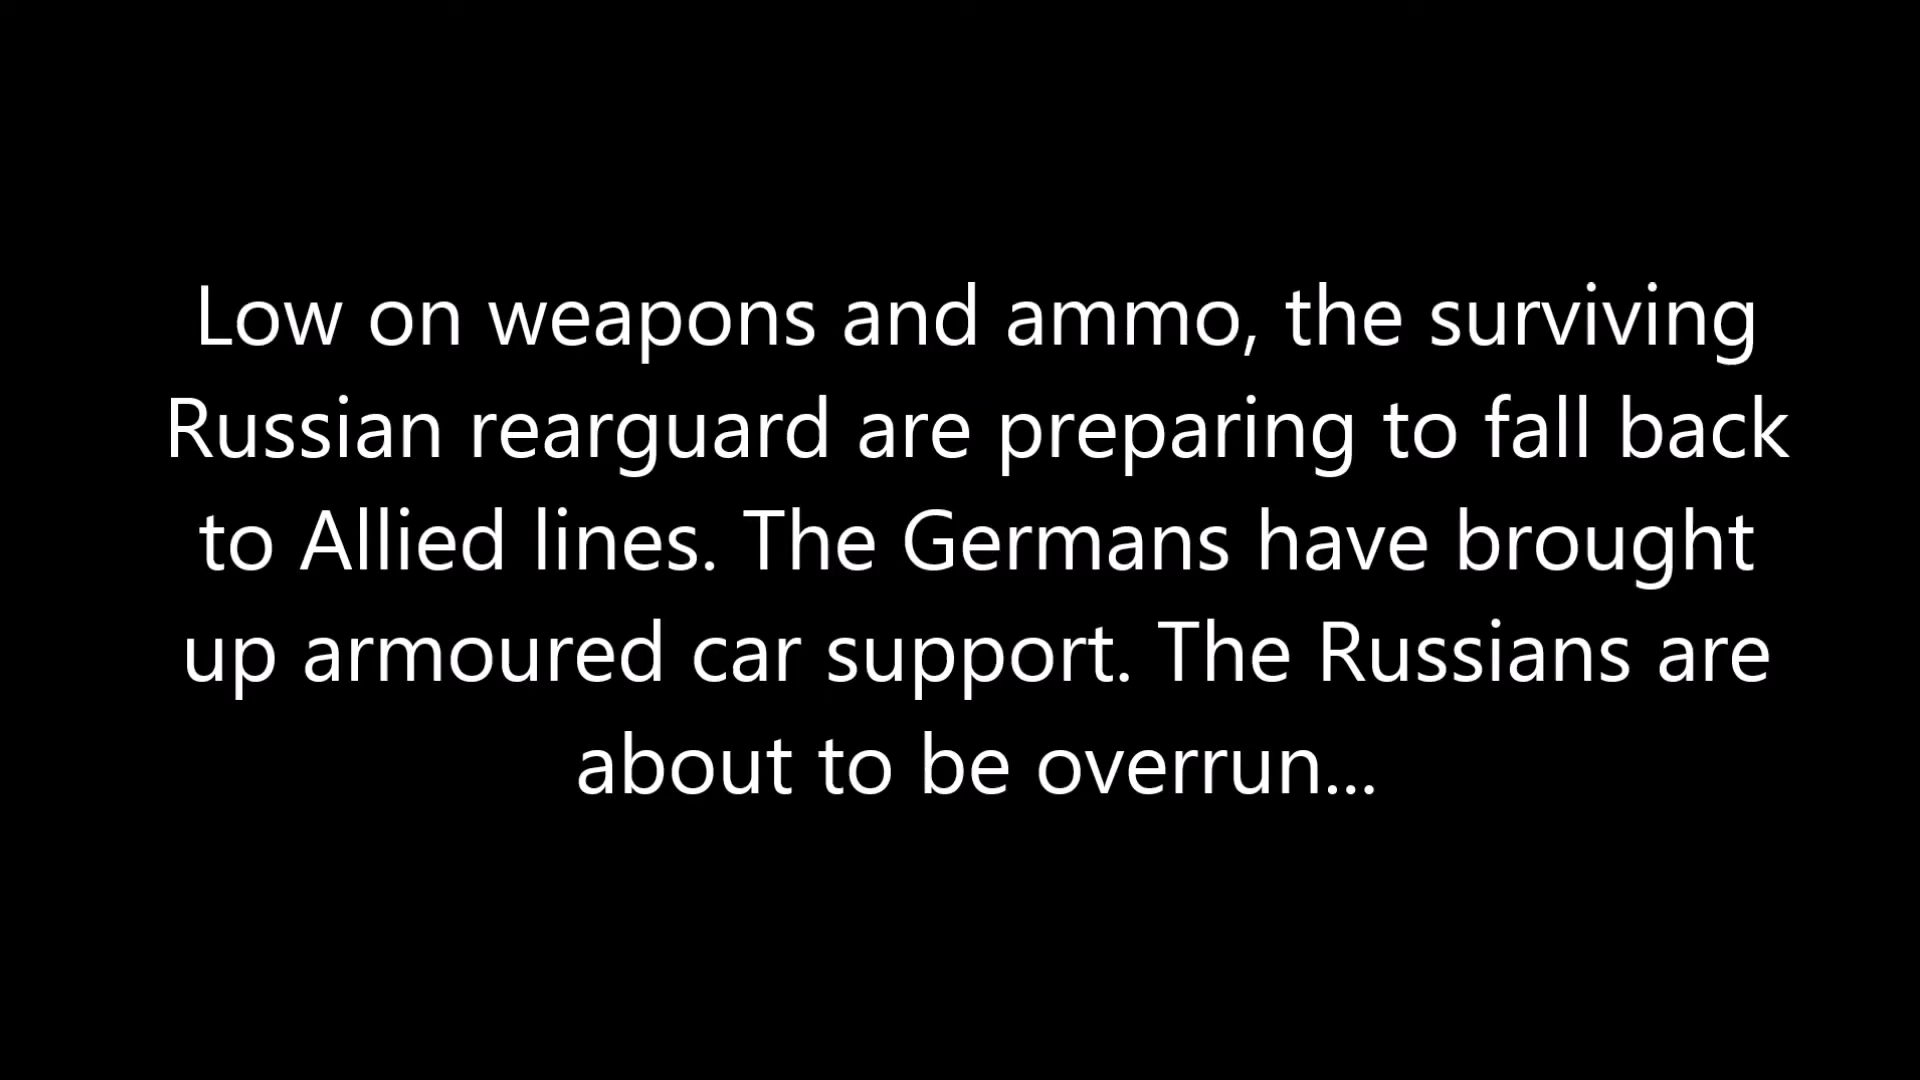 Low on weapons and ammo, the surviving
Russian rearguard are preparing to fall back
to Allied lines. The Germans have brought
up armoured car support. The Russians are
about to be overrun...